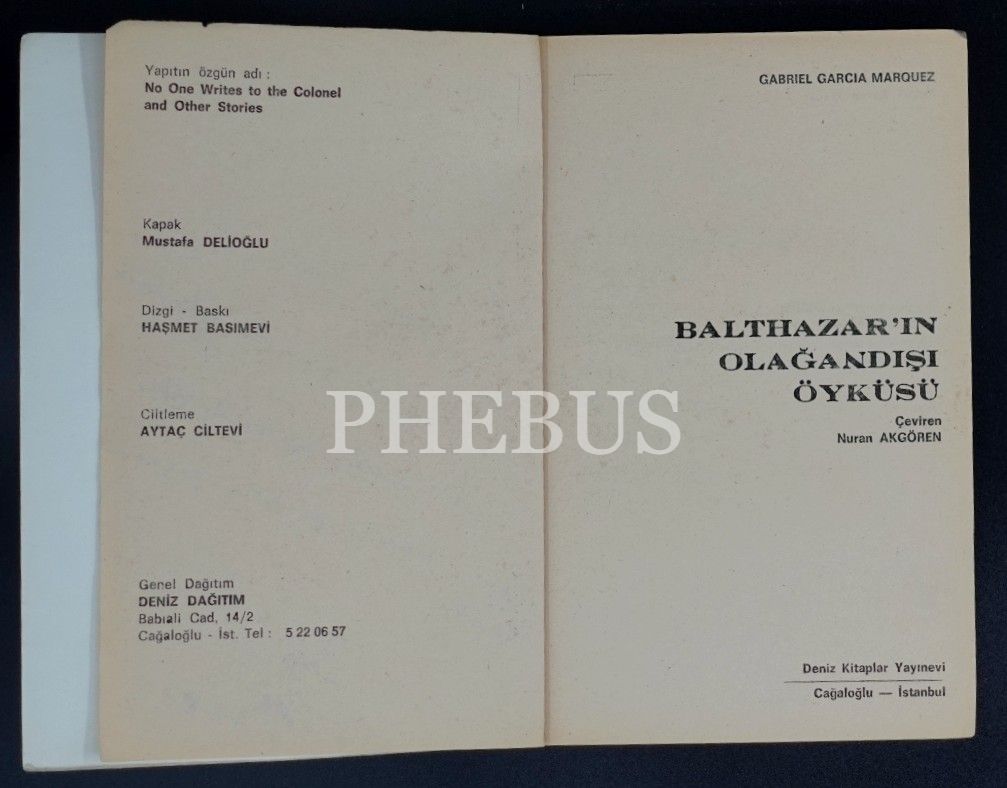 Yapıtın özgün adı :
No One Writes to the Colonel
and Other Stories
Kapak
Mustafa DELİOĞLU
Dizgi - Baskı
HAŞMET BASIMEVİ
Ciltleme
AYTAÇ CİLTEVİ
Genel Dağıtım
DENİZ DAĞITIM
Babıali Cad, 14/2
Cağaloğlu - İst. Tel : 5 22 06 57
PHEBUS
GABRIEL GARCIA MARQUEZ
BALTHAZAR'IN
OLAĞANDIŞI
ÖYKÜSÜ
Çeviren
Nuran AKGÖREN
Deniz Kitaplar Yayınevi
Cağaloğlu — İstanbul